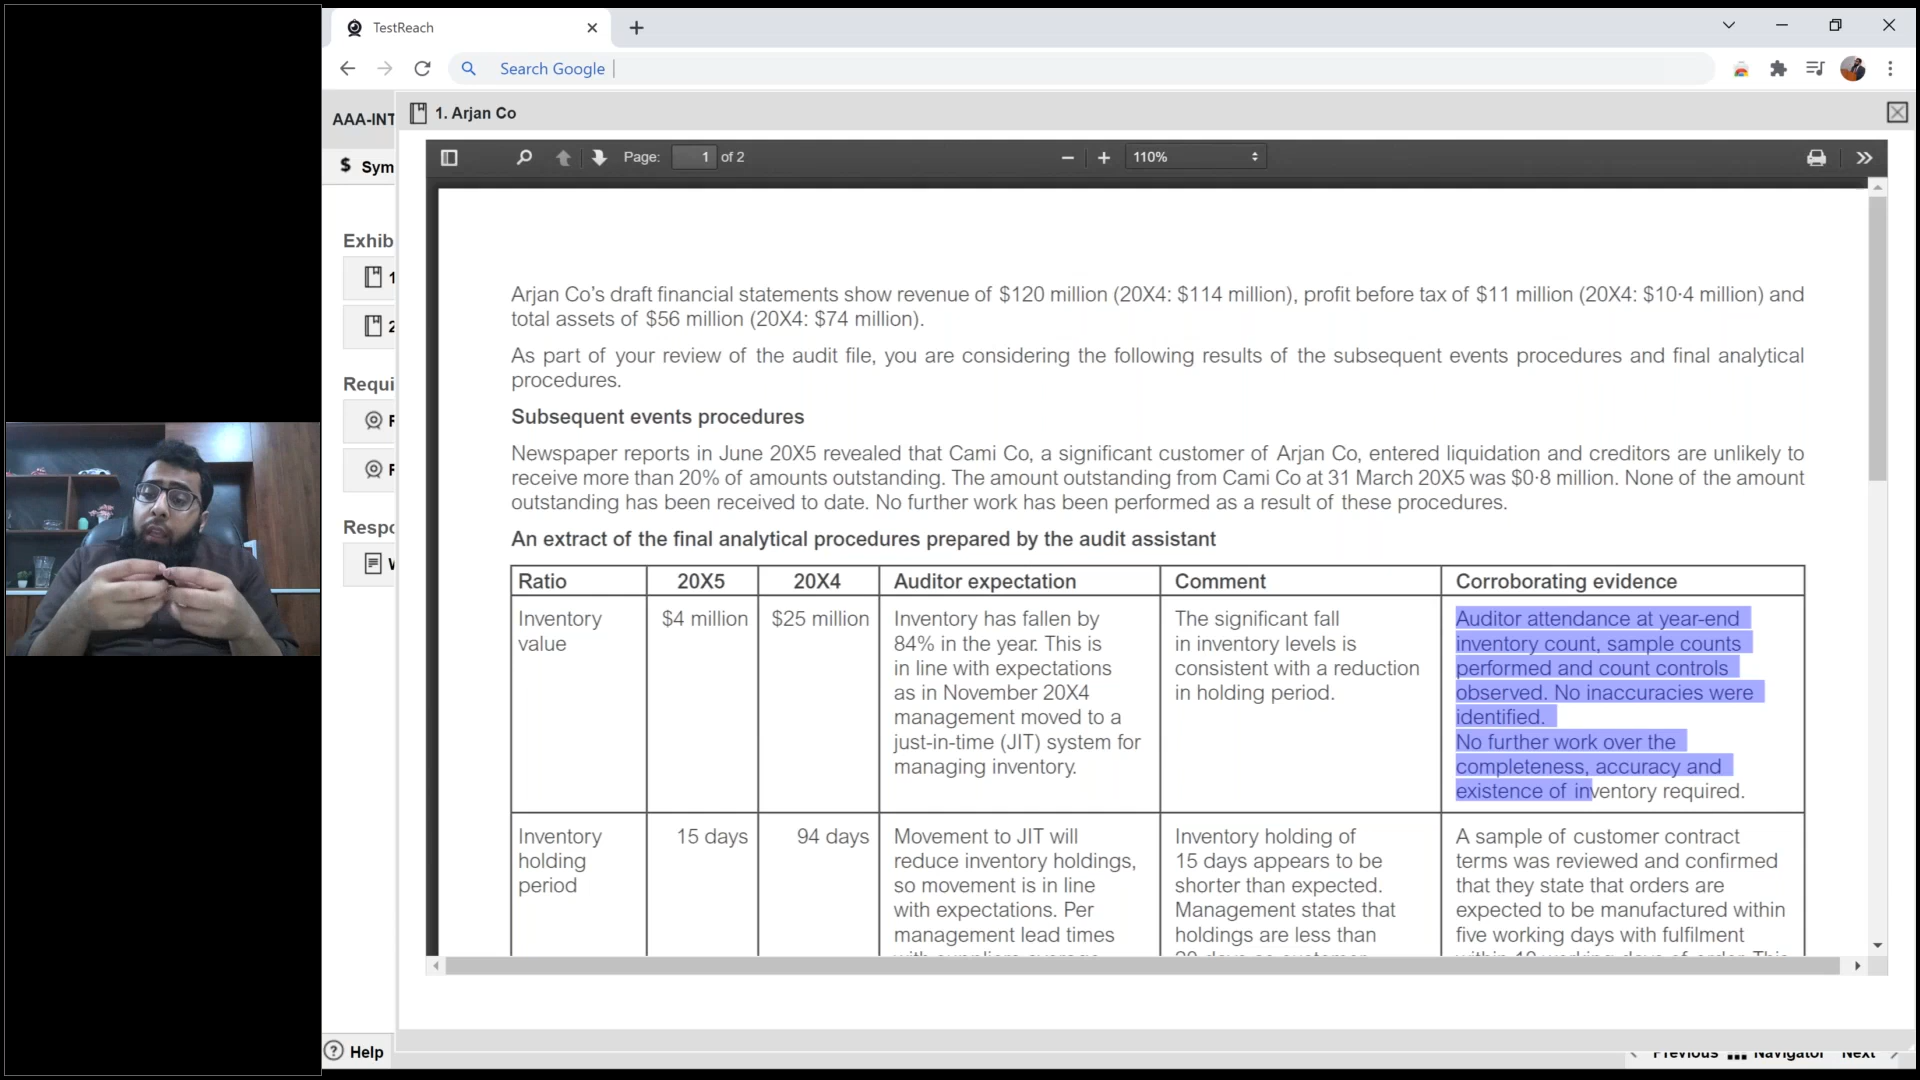 TestReach
Search Google
AAA-INT
1. Arjan Co
$ Sym
Page: 1 of 2
110%
Exhib
1
2
Requi
Respo
Arjan Co's draft financial statements show revenue of $120 million (20X4: $114 million), profit before tax of $11 million (20X4: $10·4 million) and
total assets of $56 million (20X4: $74 million).
As part of your review of the audit file, you are considering the following results of the subsequent events procedures and final analytical
procedures.
Subsequent events procedures
Newspaper reports in June 20X5 revealed that Cami Co, a significant customer of Arjan Co, entered liquidation and creditors are unlikely to
receive more than 20% of amounts outstanding. The amount outstanding from Cami Co at 31 March 20X5 was $0·8 million. None of the amount
outstanding has been received to date. No further work has been performed as a result of these procedures.
An extract of the final analytical procedures prepared by the audit assistant
Ratio 20X5 20X4 Auditor expectation Comment Corroborating evidence
Inventory
value
$4 million
$25 million
Inventory has fallen by
84% in the year. This is
in line with expectations
as in November 20X4
management moved to a
just-in-time (JIT) system for
managing inventory.
The significant fall
in inventory levels is
consistent with a reduction
in holding period.
Auditor attendance at year-end
inventory count, sample counts
performed and count controls
observed. No inaccuracies were
identified.
No further work over the
completeness, accuracy and
existence of inventory required.
Inventory
holding
period
15 days
94 days
Movement to JIT will
reduce inventory holdings,
so movement is in line
with expectations. Per
management lead times
Inventory holding of
15 days appears to be
shorter than expected.
Management states that
holdings are less than
A sample of customer contract
terms was reviewed and confirmed
that they state that orders are
expected to be manufactured within
five working days with fulfilment
Help
Previous Navigator Next